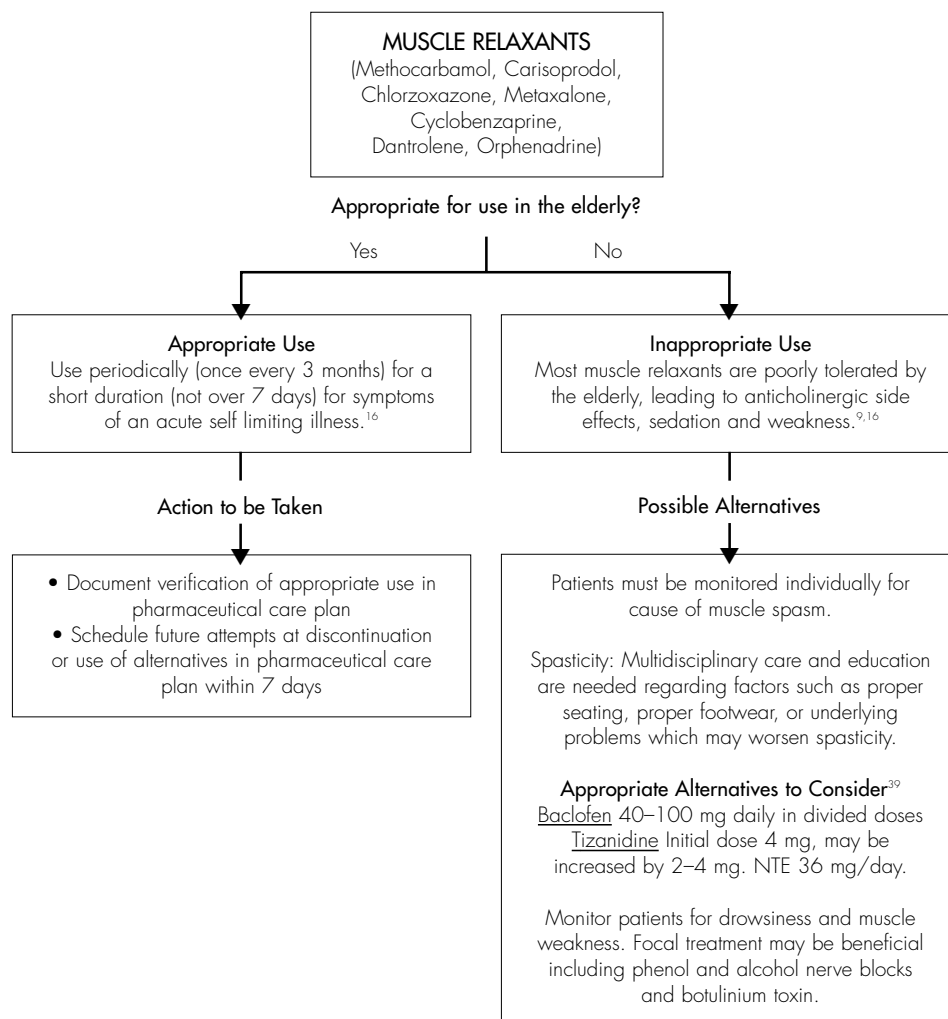 MUSCLE RELAXANTS
(Methocarbamol, Carisoprodol,
Chlorzoxazone, Metaxalone,
Cyclobenzaprine,
Dantrolene, Orphenadrine)
Appropriate for use in the elderly?
Yes
No
Appropriate Use
Use periodically (once every 3 months) for a
short duration (not over 7 days) for symptoms
of an acute self limiting illness.16
Action to be Taken
• Document verification of appropriate use in
pharmaceutical care plan
• Schedule future attempts at discontinuation
or use of alternatives in pharmaceutical care
plan within 7 days
Inappropriate Use
Most muscle relaxants are poorly tolerated by
the elderly, leading to anticholinergic side
effects, sedation and weakness.9,16
Possible Alternatives
Patients must be monitored individually for
cause of muscle spasm.
Spasticity: Multidisciplinary care and education
are needed regarding factors such as proper
seating, proper footwear, or underlying
problems which may worsen spasticity.
Appropriate Alternatives to Consider39
Baclofen 40–100 mg daily in divided doses
Tizanidine Initial dose 4 mg, may be
increased by 2–4 mg. NTE 36 mg/day.
Monitor patients for drowsiness and muscle
weakness. Focal treatment may be beneficial
including phenol and alcohol nerve blocks
and botulinium toxin.